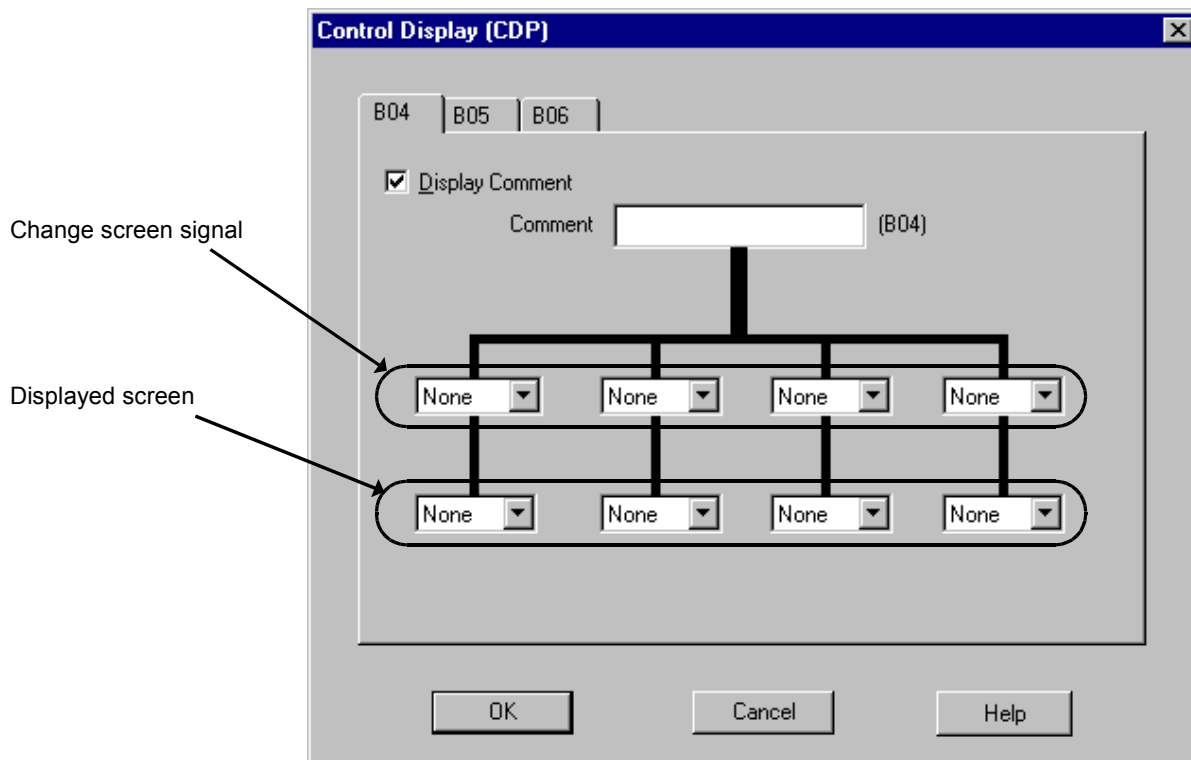 Control Display (CDP)
B04 B05 B06
Display Comment
Comment (B04)
Change screen signal
None None None None
Displayed screen
None None None None
OK Cancel Help